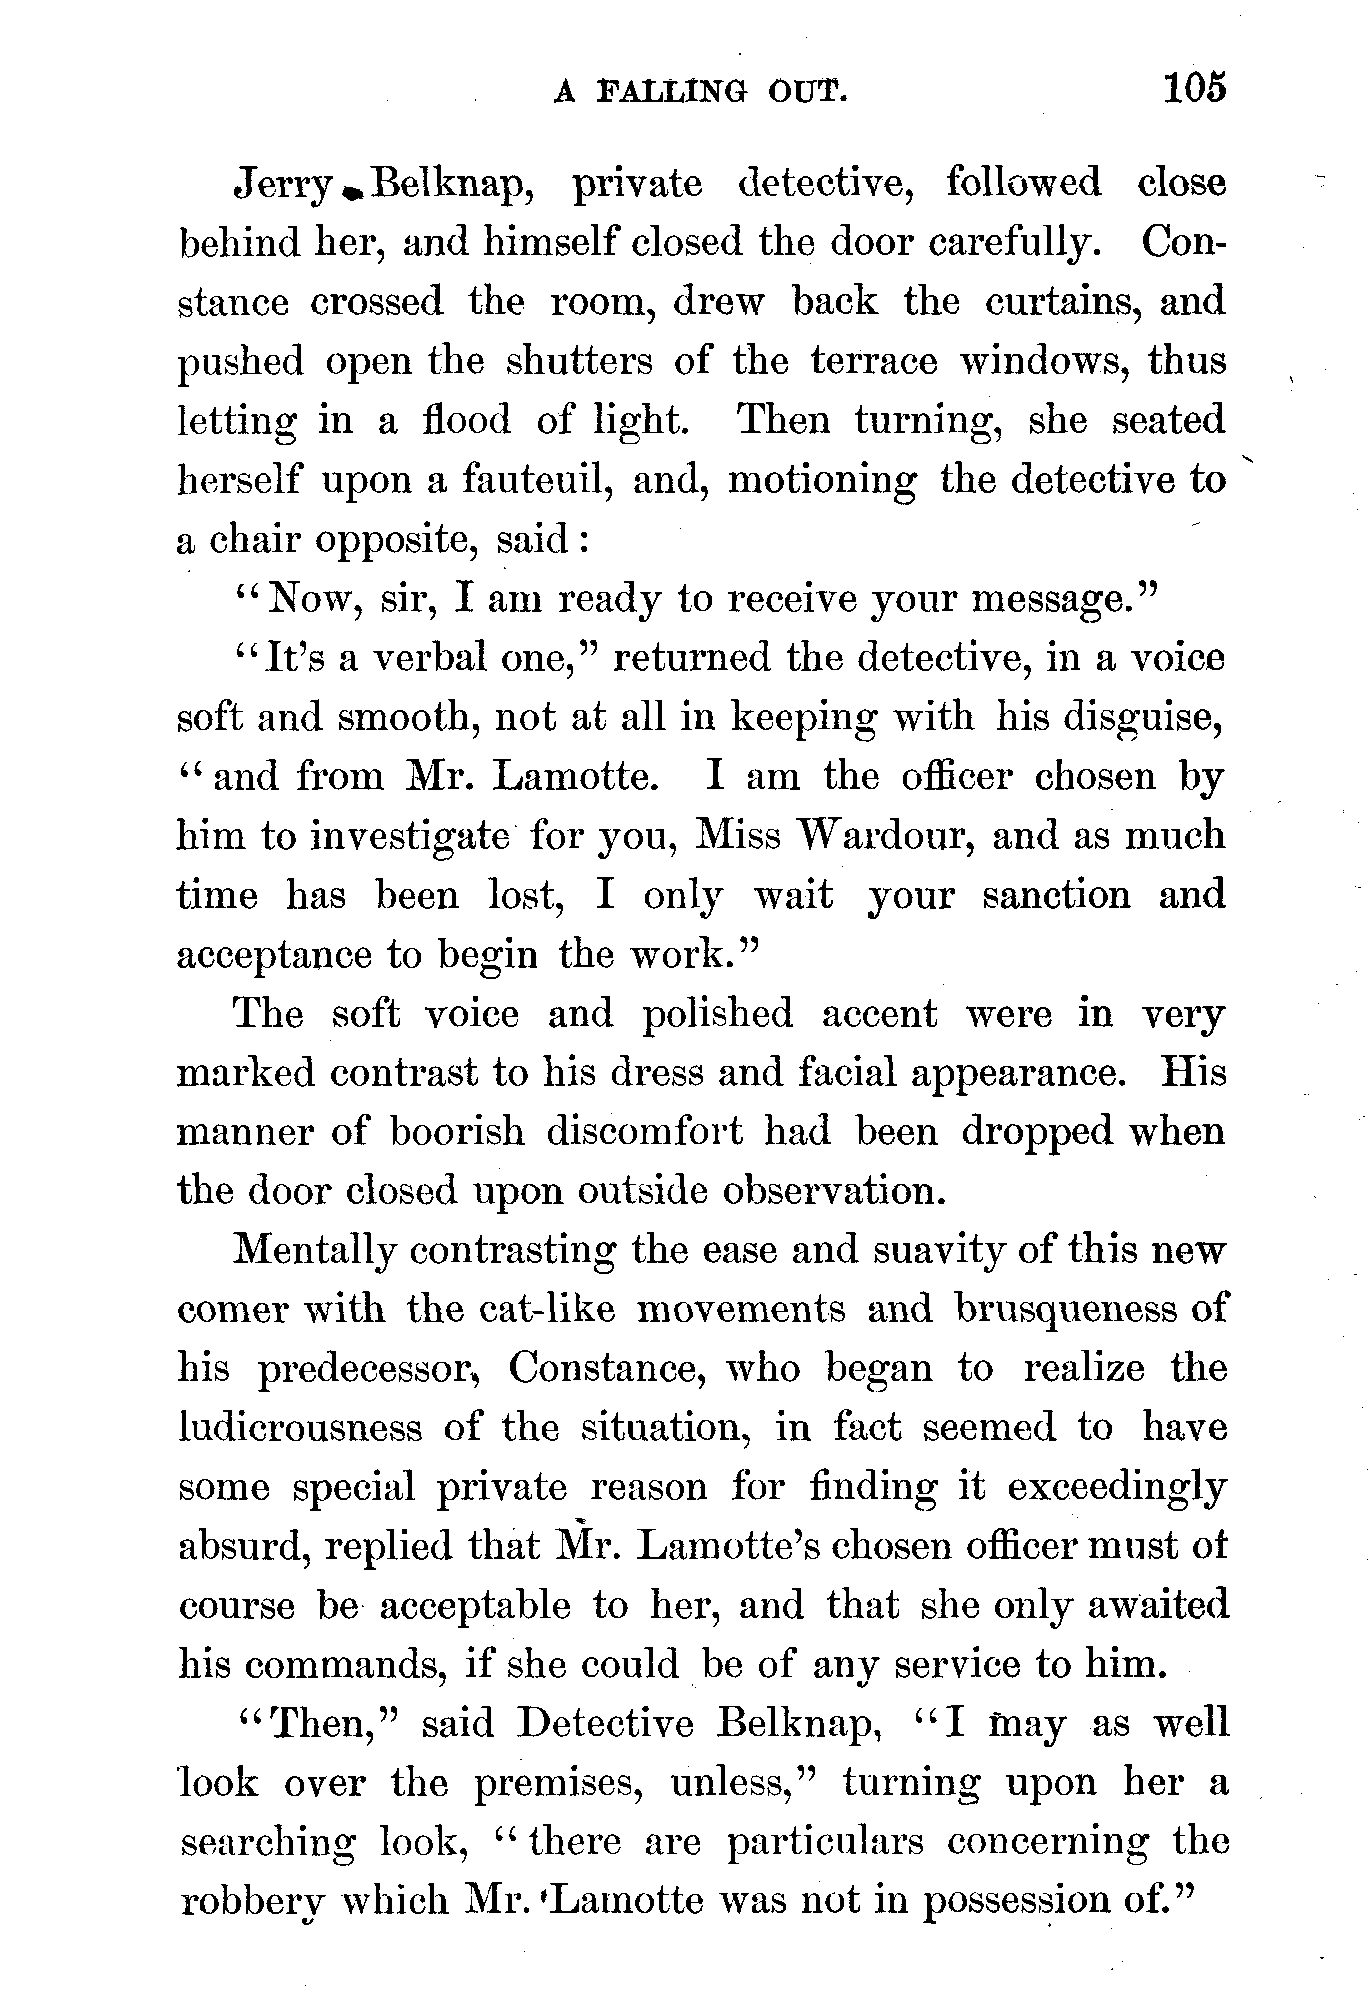 A FALLING OUT. 105
Jerry Belknap, private detective, followed close
behind her, and himself closed the door carefully. Con-
stance crossed the room, drew back the curtains, and
pushed open the shutters of the terrace windows, thus
letting in a flood of light. Then turning, she seated
herself upon a fauteuil, and, motioning the detective to
a chair opposite, said:
"Now, sir, I am ready to receive your message."
"It's a verbal one," returned the detective, in a voice
soft and smooth, not at all in keeping with his disguise,
"and from Mr. Lamotte. I am the officer chosen by
him to investigate for you, Miss Wardour, and as much
time has been lost, I only wait your sanction and
acceptance to begin the work."
The soft voice and polished accent were in very
marked contrast to his dress and facial appearance. His
manner of boorish discomfort had been dropped when
the door closed upon outside observation.
Mentally contrasting the ease and suavity of this new
comer with the cat-like movements and brusqueness of
his predecessor, Constance, who began to realize the
ludicrousness of the situation, in fact seemed to have
some special private reason for finding it exceedingly
absurd, replied that Mr. Lamotte's chosen officer must of
course be acceptable to her, and that she only awaited
his commands, if she could be of any service to him.
"Then," said Detective Belknap, "I may as well
look over the premises, unless," turning upon her a
searching look, "there are particulars concerning the
robbery which Mr. Lamotte was not in possession of."